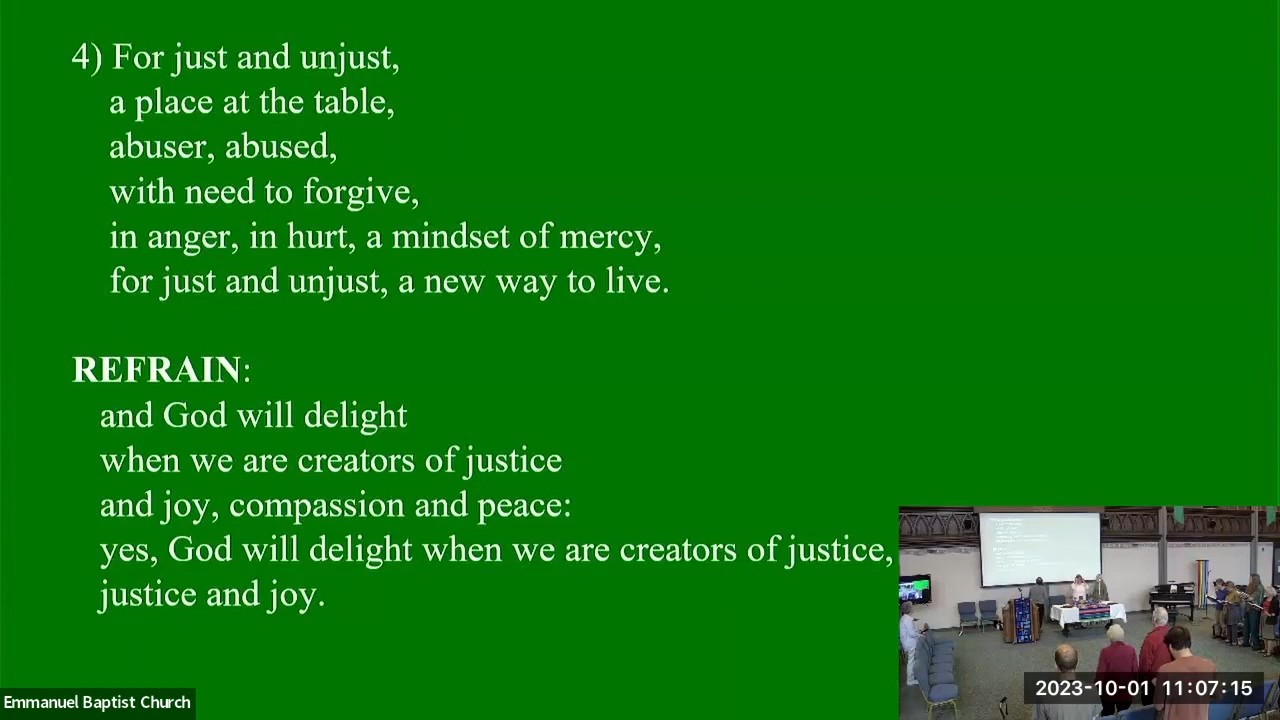 4) For just and unjust,
a place at the table,
abuser, abused,
with need to forgive,
in anger, in hurt, a mindset of mercy,
for just and unjust, a new way to live.
REFRAIN:
and God will delight
when we are creators of justice
and joy, compassion and peace:
yes, God will delight when we are creators of justice,
justice and joy.
Emmanuel Baptist Church
2023-10-01 11:07:15